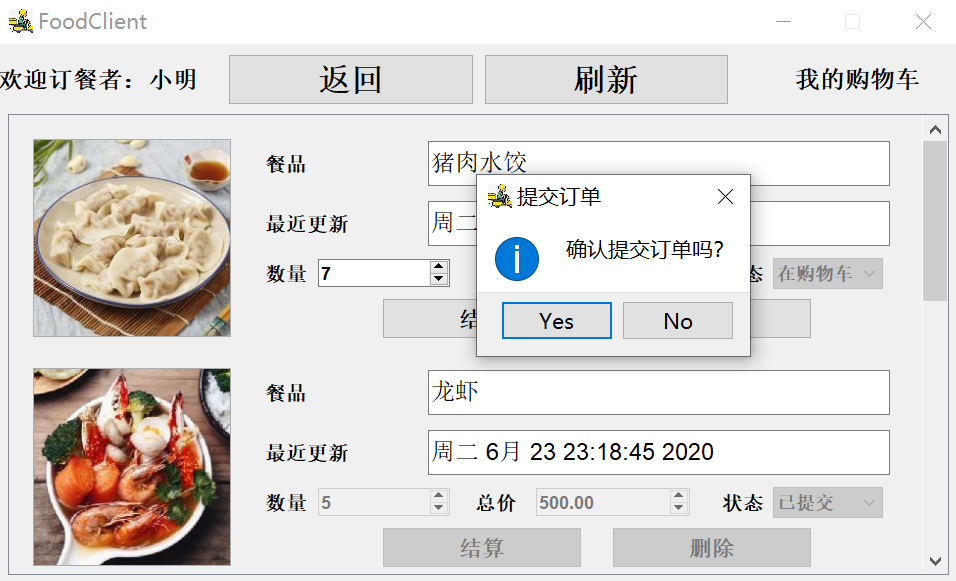 FoodClient
欢迎订餐者：小明
返回
刷新
我的购物车
餐品
猪肉水饺
提交订单
最近更新
周二
确认提交订单吗?
数量
7
态
在购物车
结
Yes
No
餐品
龙虾
最近更新
周二 6月 23 23:18:45 2020
数量
5
总价
500.00
状态
已提交
结算
删除